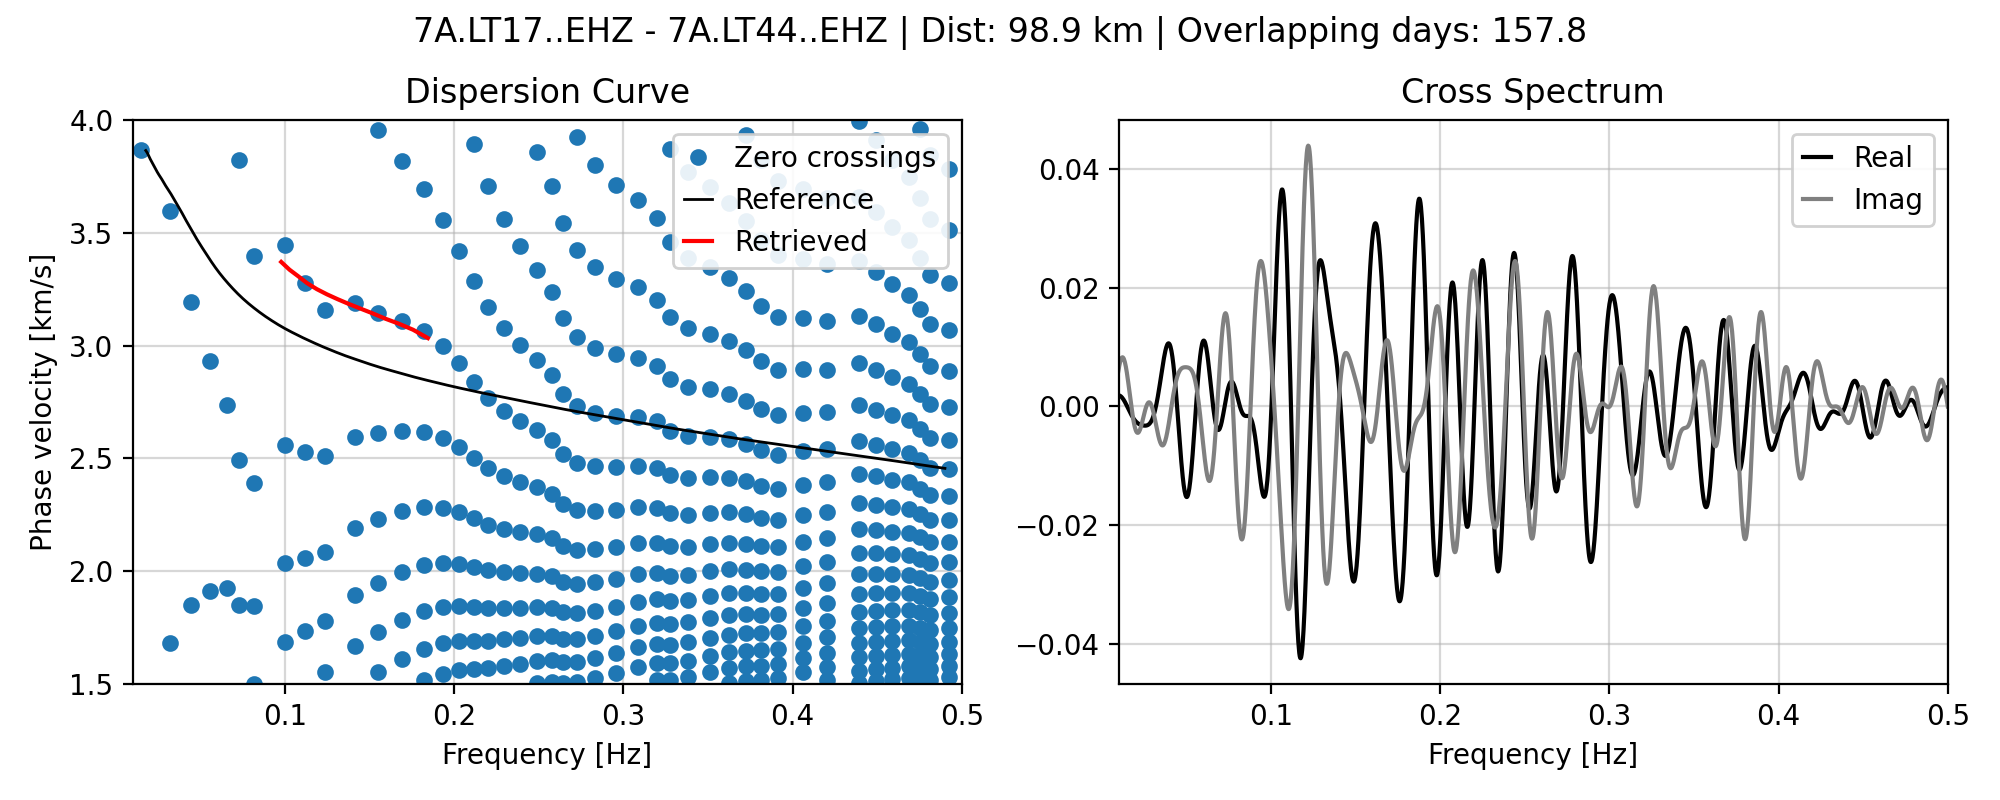 7A.LT17..EHZ - 7A.LT44..EHZ | Dist: 98.9 km | Overlapping days: 157.8
Dispersion Curve
Phase velocity [km/s]
4.0
3.5
3.0
2.5
2.0
1.5
Zero crossings
Reference
Retrieved
0.1
0.2
0.3
0.4
0.5
Frequency [Hz]
Cross Spectrum
0.04
0.02
0.00
−0.02
−0.04
Real
Imag
0.1
0.2
0.3
0.4
0.5
Frequency [Hz]